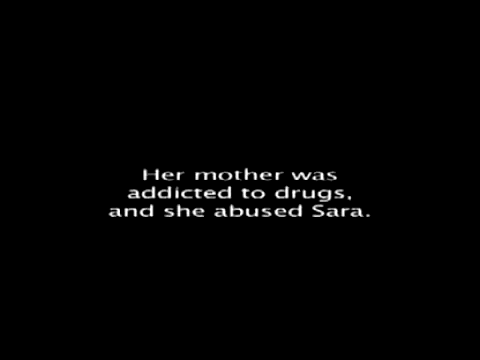 Her mother was
addicted to drugs,
and she abused Sara.